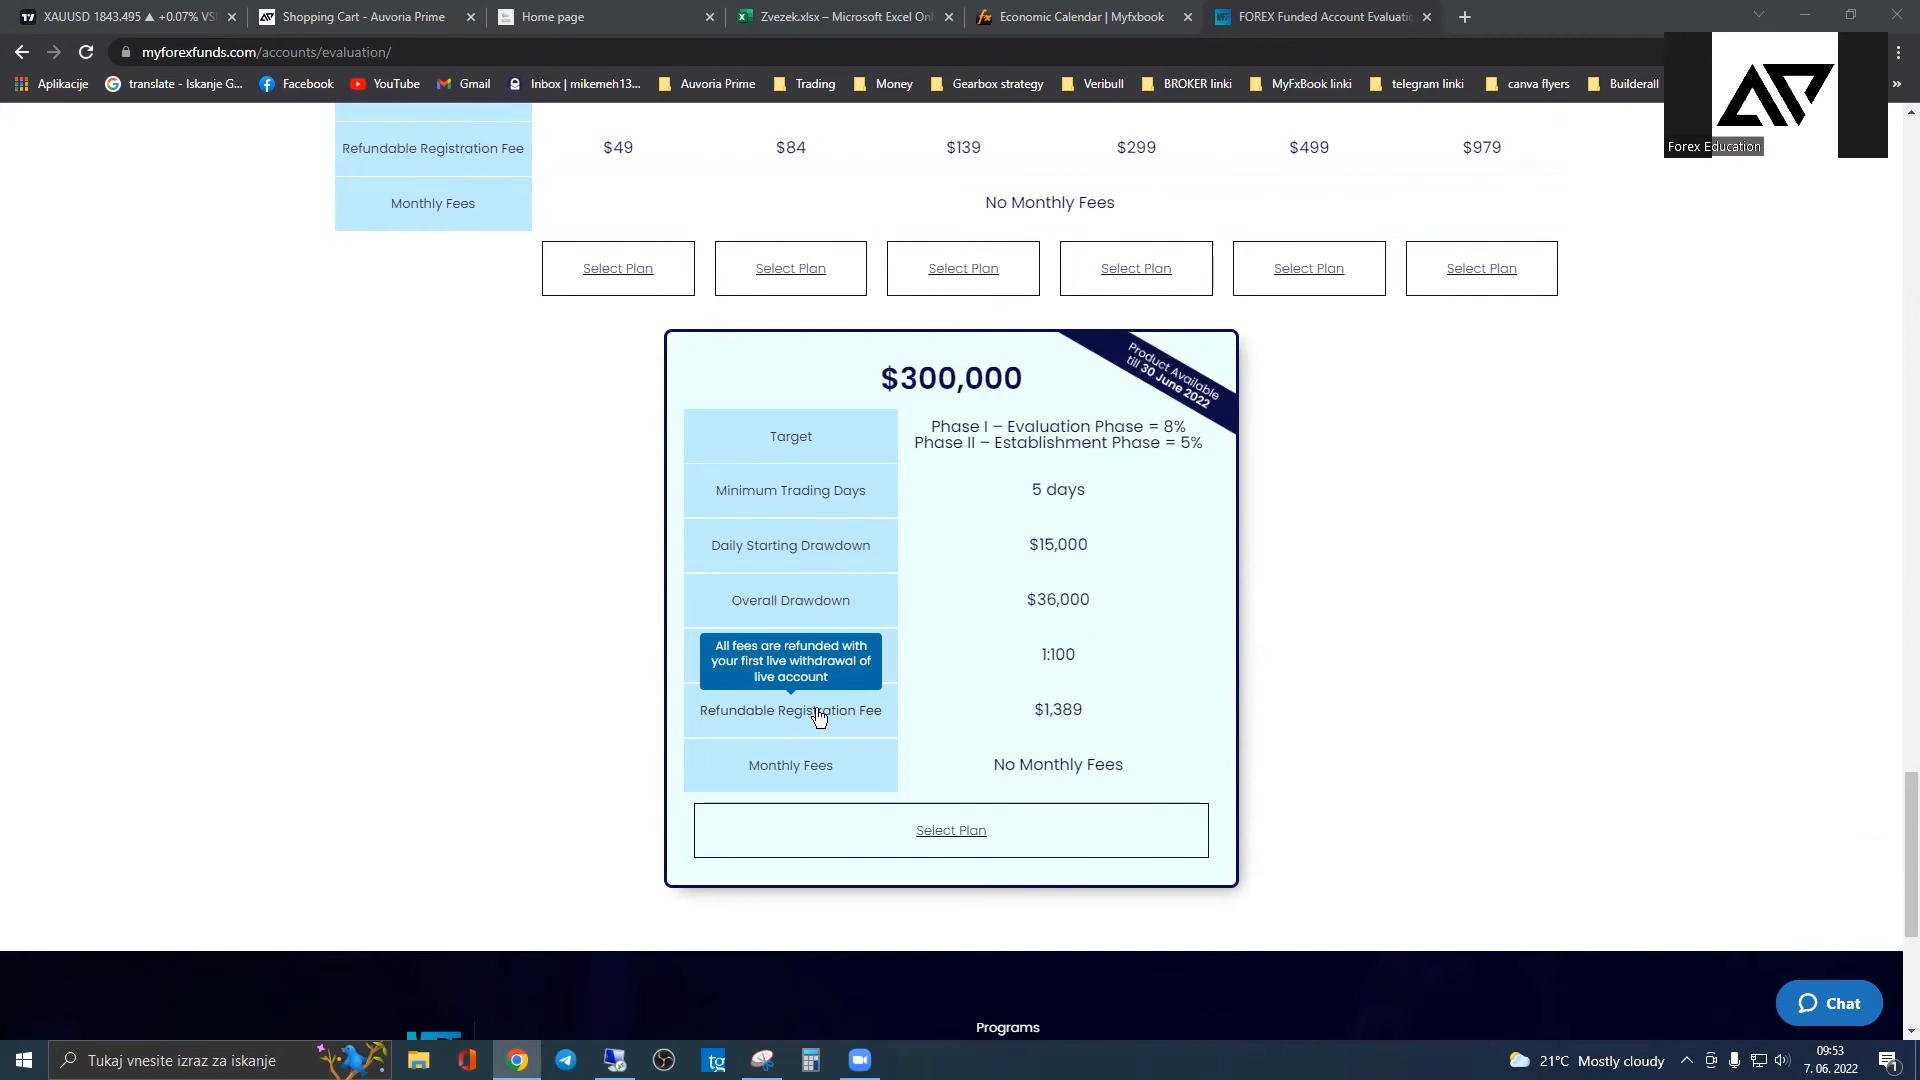 XAUUSD 1843.495 ▲ +0.07% VS
Shopping Cart - Auvoria Prime
Home page
Zvezek.xlsx – Microsoft Excel Onl
Economic Calendar | Myfxbook
FOREX Funded Account Evaluatio
myforexfunds.com/accounts/evaluation/
Aplikacije
translate - Iskanje G...
Facebook
YouTube
Gmail
Inbox | mikemeh13...
Auvoria Prime
Trading
Money
Gearbox strategy
Veribull
BROKER linki
MyFxBook linki
telegram linki
canva flyers
Builderall
»
Forex Education
Refundable Registration Fee $49 $84 $139 $299 $499 $979
Monthly Fees No Monthly Fees
Select Plan Select Plan Select Plan Select Plan Select Plan Select Plan
Product Available
till 30 June 2022
$300,000
Target
Phase I – Evaluation Phase = 8%
Phase II – Establishment Phase = 5%
Minimum Trading Days 5 days
Daily Starting Drawdown $15,000
Overall Drawdown $36,000
All fees are refunded with
your first live withdrawal of
live account
1:100
Refundable Registration Fee $1,389
Monthly Fees No Monthly Fees
Select Plan
Chat
Programs
Tukaj vnesite izraz za iskanje
tg
21°C Mostly cloudy
09:53
7. 06. 2022
1